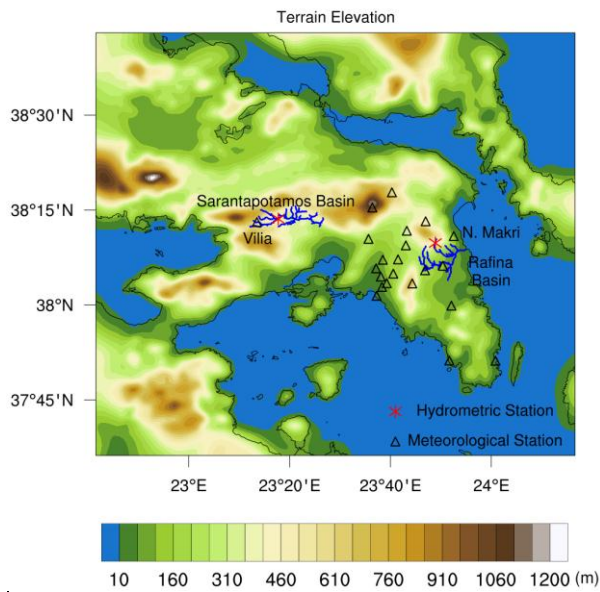 Terrain Elevation
38°30'N
38°15'N
38°N
37°45'N
Sarantapotamos Basin
Vilia
N. Makri
Rafina
Basin
Hydrometric Station
Meteorological Station
23°E
23°20'E
23°40'E
24°E
10 160 310 460 610 760 910 1060 1200 (m)